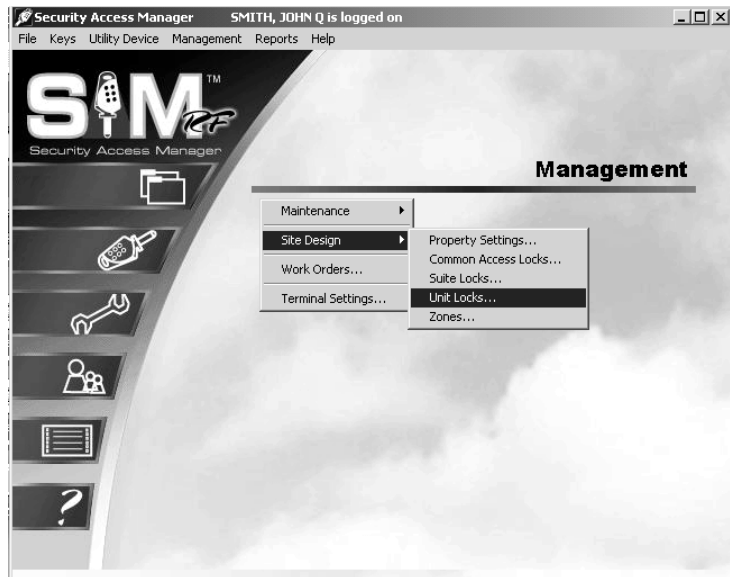 Security Access Manager SMITH, JOHN Q is logged on
File Keys Utility Device Management Reports Help
SAM TM
RF
Security Access Manager
Management
Maintenance
Site Design
Work Orders...
Terminal Settings...
Property Settings...
Common Access Locks...
Suite Locks...
Unit Locks...
Zones...
?